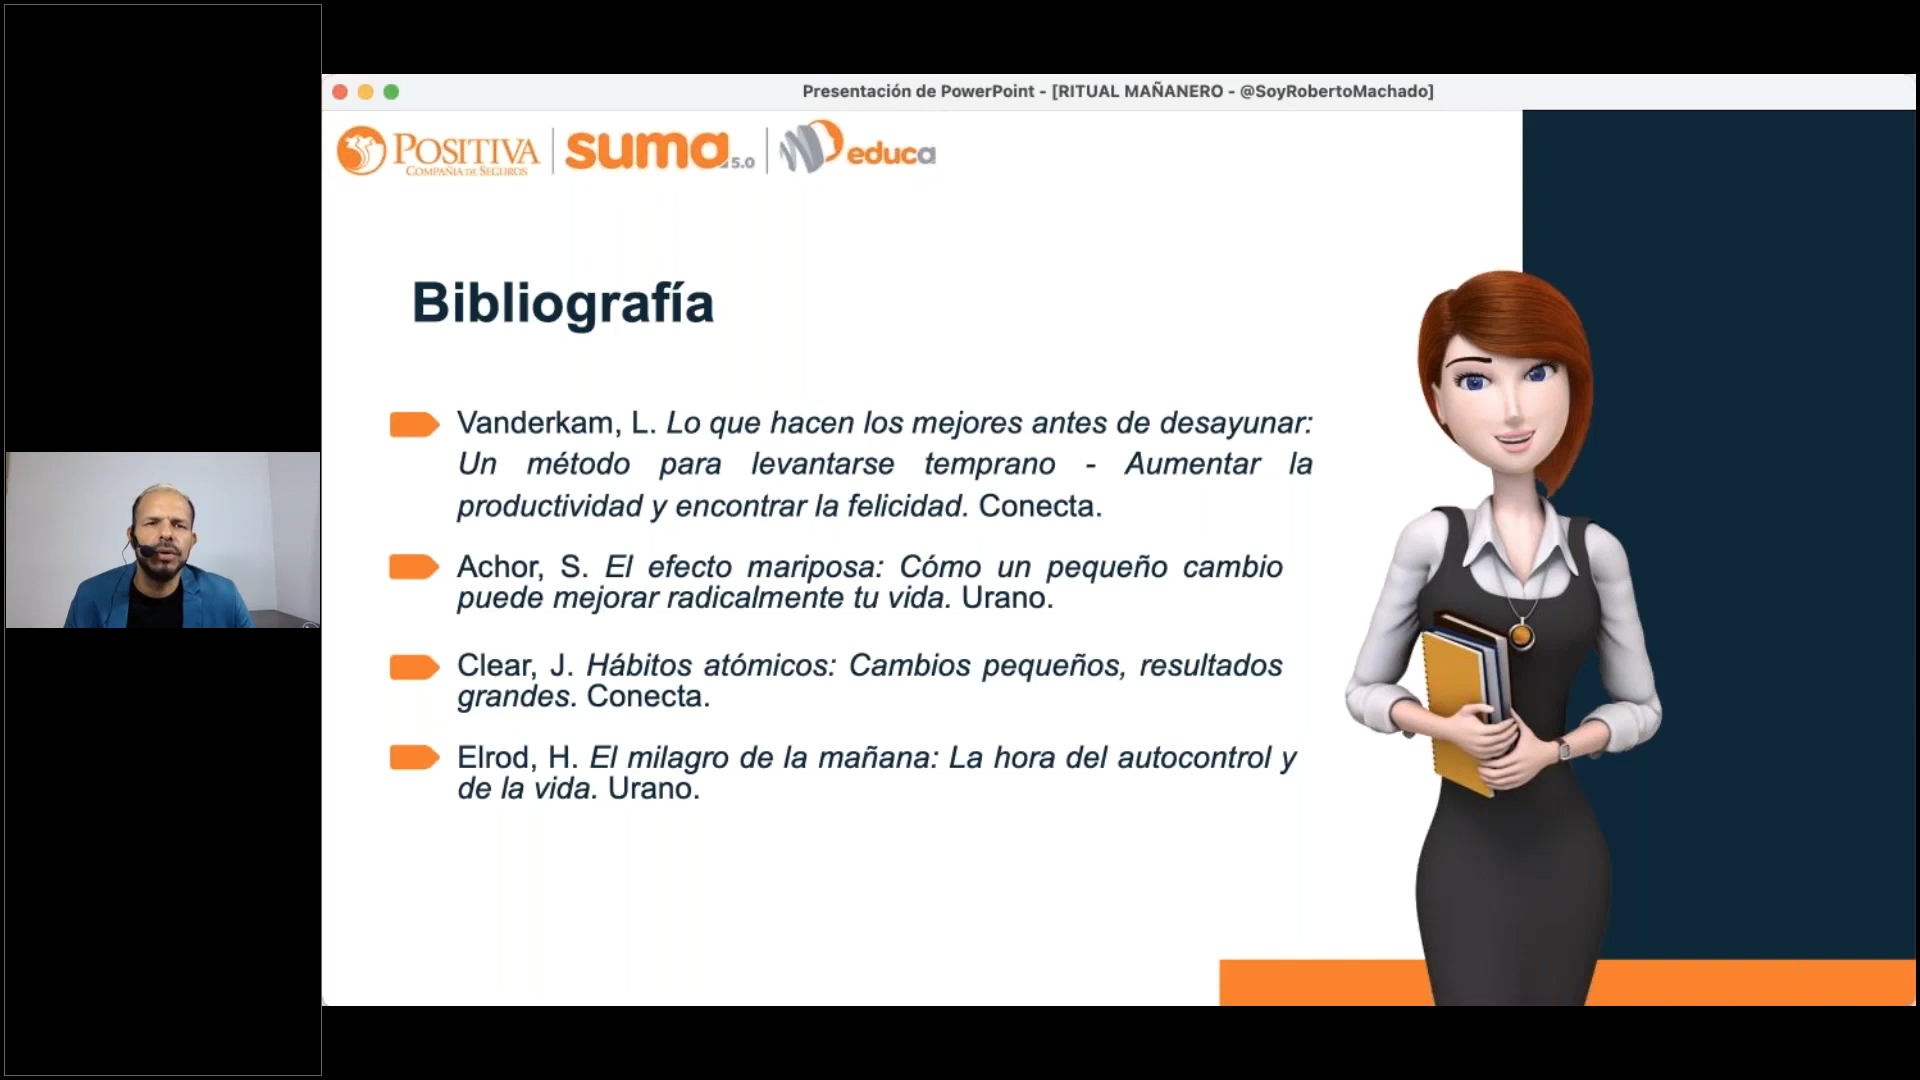 Presentación de PowerPoint - [RITUAL MAÑANERO - @SoyRobertoMachado]
POSITIVA
COMPAÑIA DE SEGUROS
suma 5.0
educa
Bibliografía
Vanderkam, L. Lo que hacen los mejores antes de desayunar:
Un método para levantarse temprano - Aumentar la
productividad y encontrar la felicidad. Conecta.
Achor, S. El efecto mariposa: Cómo un pequeño cambio
puede mejorar radicalmente tu vida. Urano.
Clear, J. Hábitos atómicos: Cambios pequeños, resultados
grandes. Conecta.
Elrod, H. El milagro de la mañana: La hora del autocontrol y
de la vida. Urano.